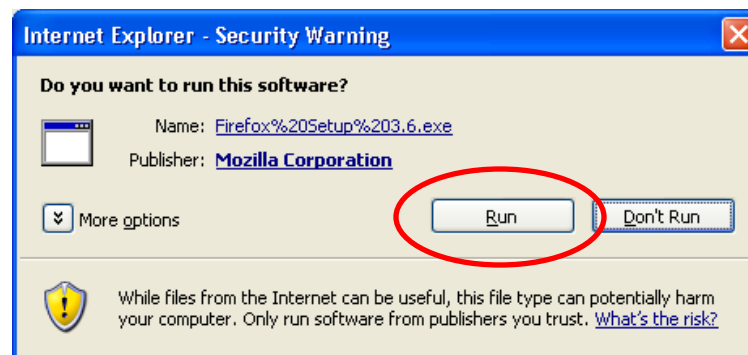 Internet Explorer - Security Warning
Do you want to run this software?
Name: Firefox%20Setup%203.6.exe
Publisher: Mozilla Corporation
More options
Run
Don't Run
While files from the Internet can be useful, this file type can potentially harm
your computer. Only run software from publishers you trust. What's the risk?